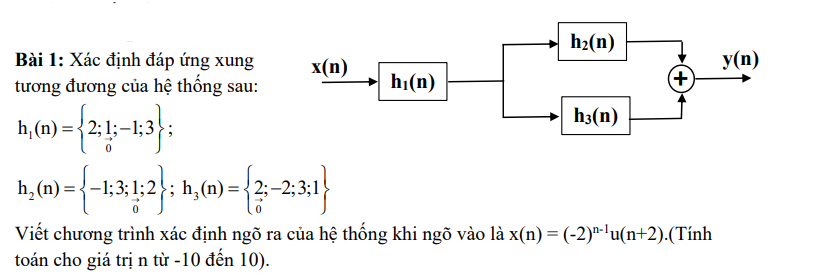 Bài 1: Xác định đáp ứng xung
tương đương của hệ thống sau:
h₁(n) = {2; 1; −1; 3};
0
h₂(n) = {−1; 3; 1; 2}; h₃(n) = {2; −2; 3; 1}
0 0
x(n) h₁(n) h₂(n) h₃(n) + y(n)
Viết chương trình xác định ngõ ra của hệ thống khi ngõ vào là x(n) = (-2)ⁿ⁻¹u(n+2).(Tính
toán cho giá trị n từ -10 đến 10).